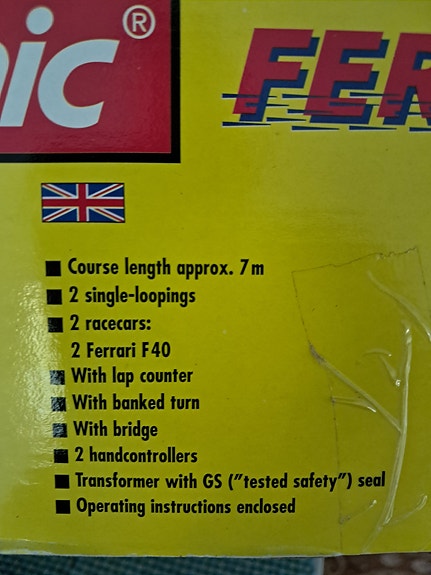 nic®
FER
Course length approx. 7 m
2 single-loopings
2 racecars:
2 Ferrari F 40
With lap counter
With banked turn
With bridge
2 handcontrollers
Transformer with GS ("tested safety") seal
Operating instructions enclosed